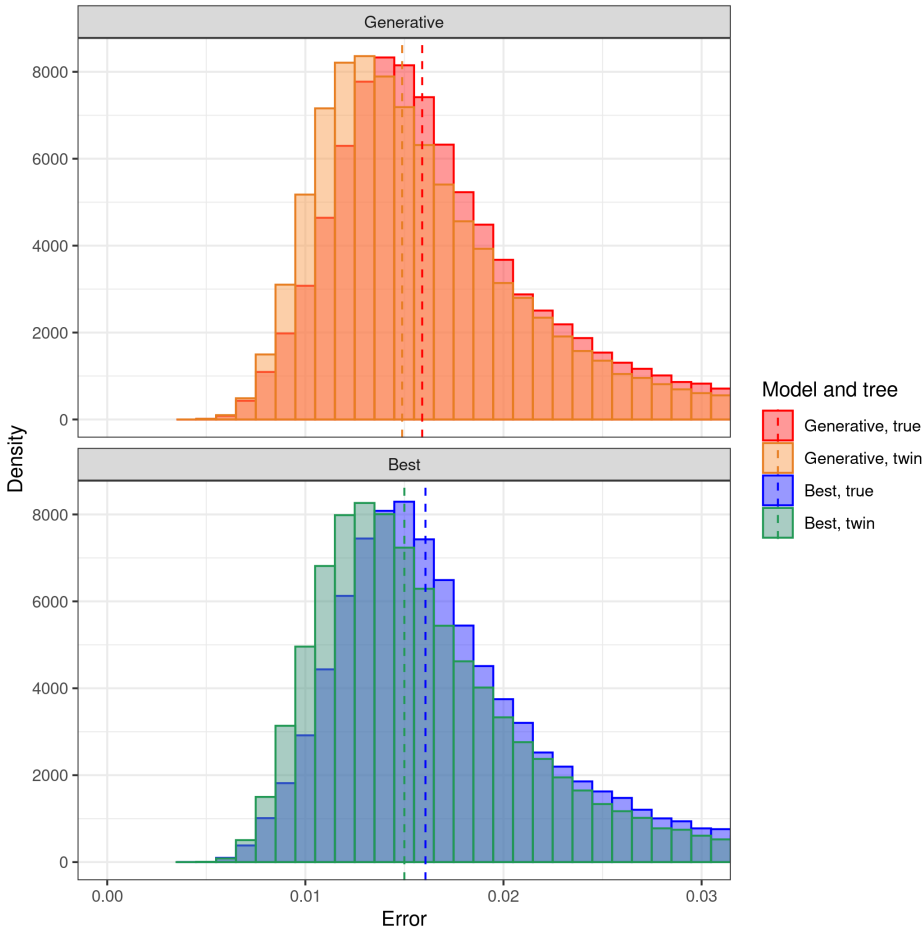 Generative
8000
6000
4000
2000
0
Density
Best
8000
6000
4000
2000
0
0.00
0.01
0.02
0.03
Error
Model and tree
Generative, true
Generative, twin
Best, true
Best, twin